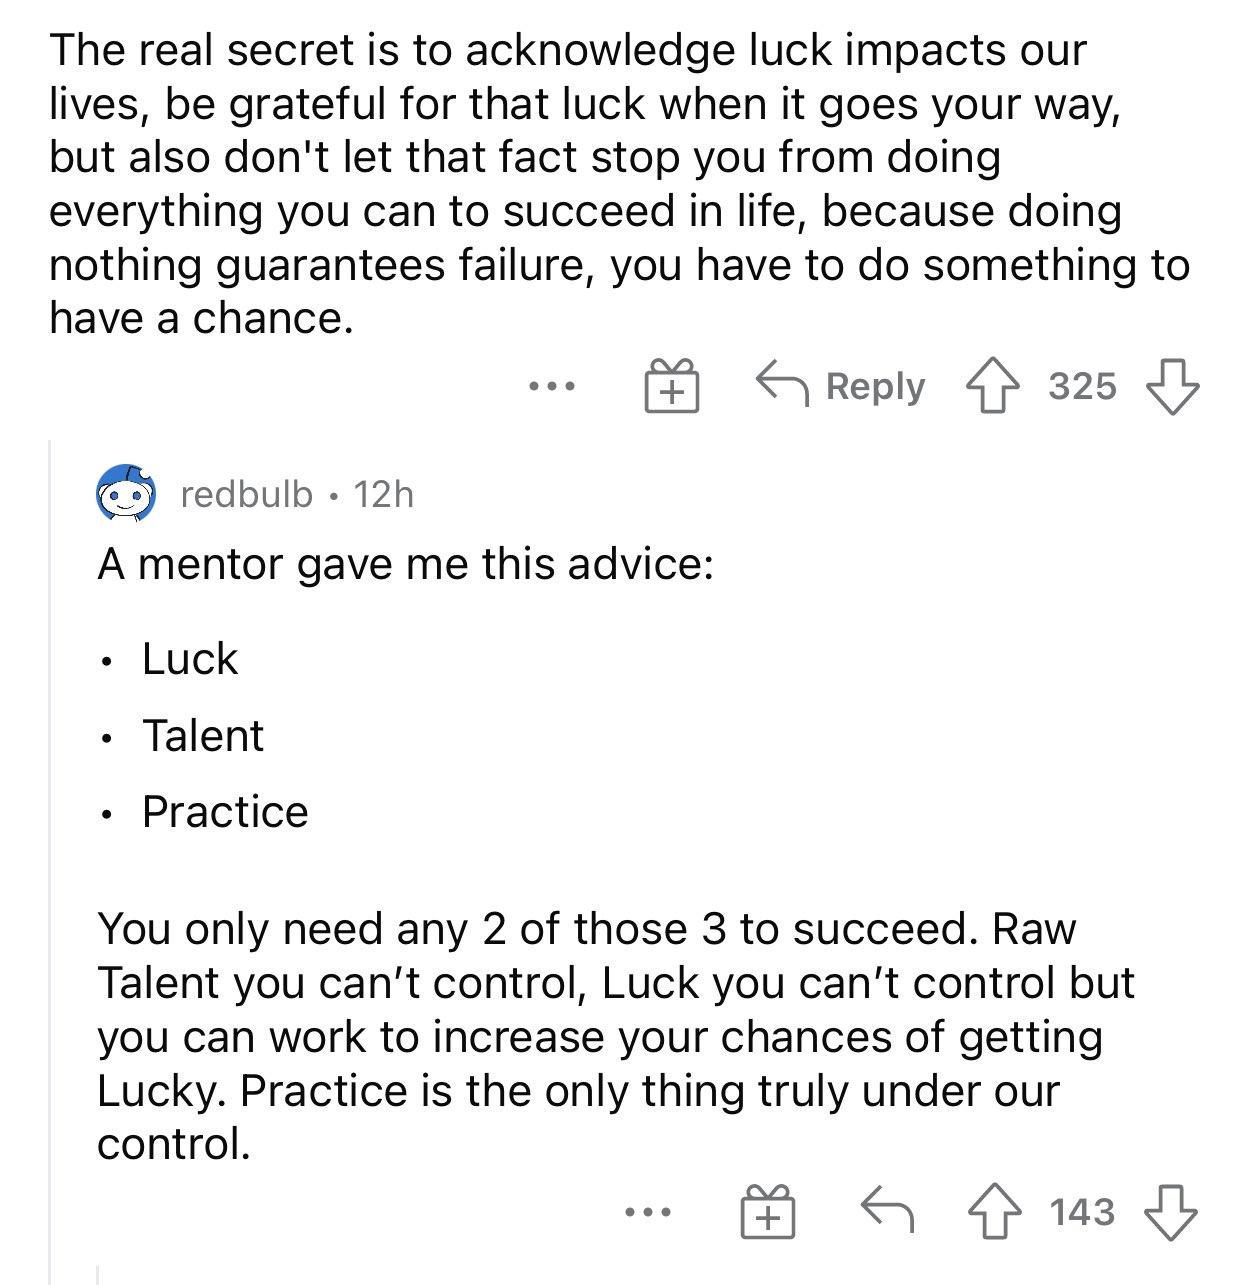 The real secret is to acknowledge luck impacts our
lives, be grateful for that luck when it goes your way,
but also don't let that fact stop you from doing
everything you can to succeed in life, because doing
nothing guarantees failure, you have to do something to
have a chance.
... Reply 325
redbulb • 12h
A mentor gave me this advice:
• Luck
• Talent
• Practice
You only need any 2 of those 3 to succeed. Raw
Talent you can’t control, Luck you can’t control but
you can work to increase your chances of getting
Lucky. Practice is the only thing truly under our
control.
... 143